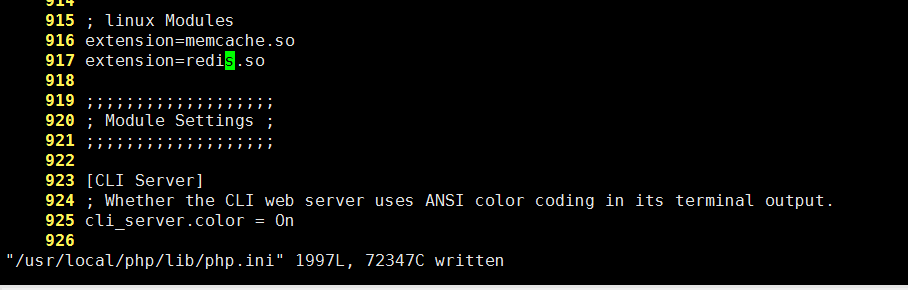 914
915 ; linux Modules
916 extension=memcache.so
917 extension=redis.so
918
919 ;;;;;;;;;;;;;;;;;;;
920 ; Module Settings ;
921 ;;;;;;;;;;;;;;;;;;;
922
923 [CLI Server]
924 ; Whether the CLI web server uses ANSI color coding in its terminal output.
925 cli_server.color = On
926
"/usr/local/php/lib/php.ini" 1997L, 72347C written